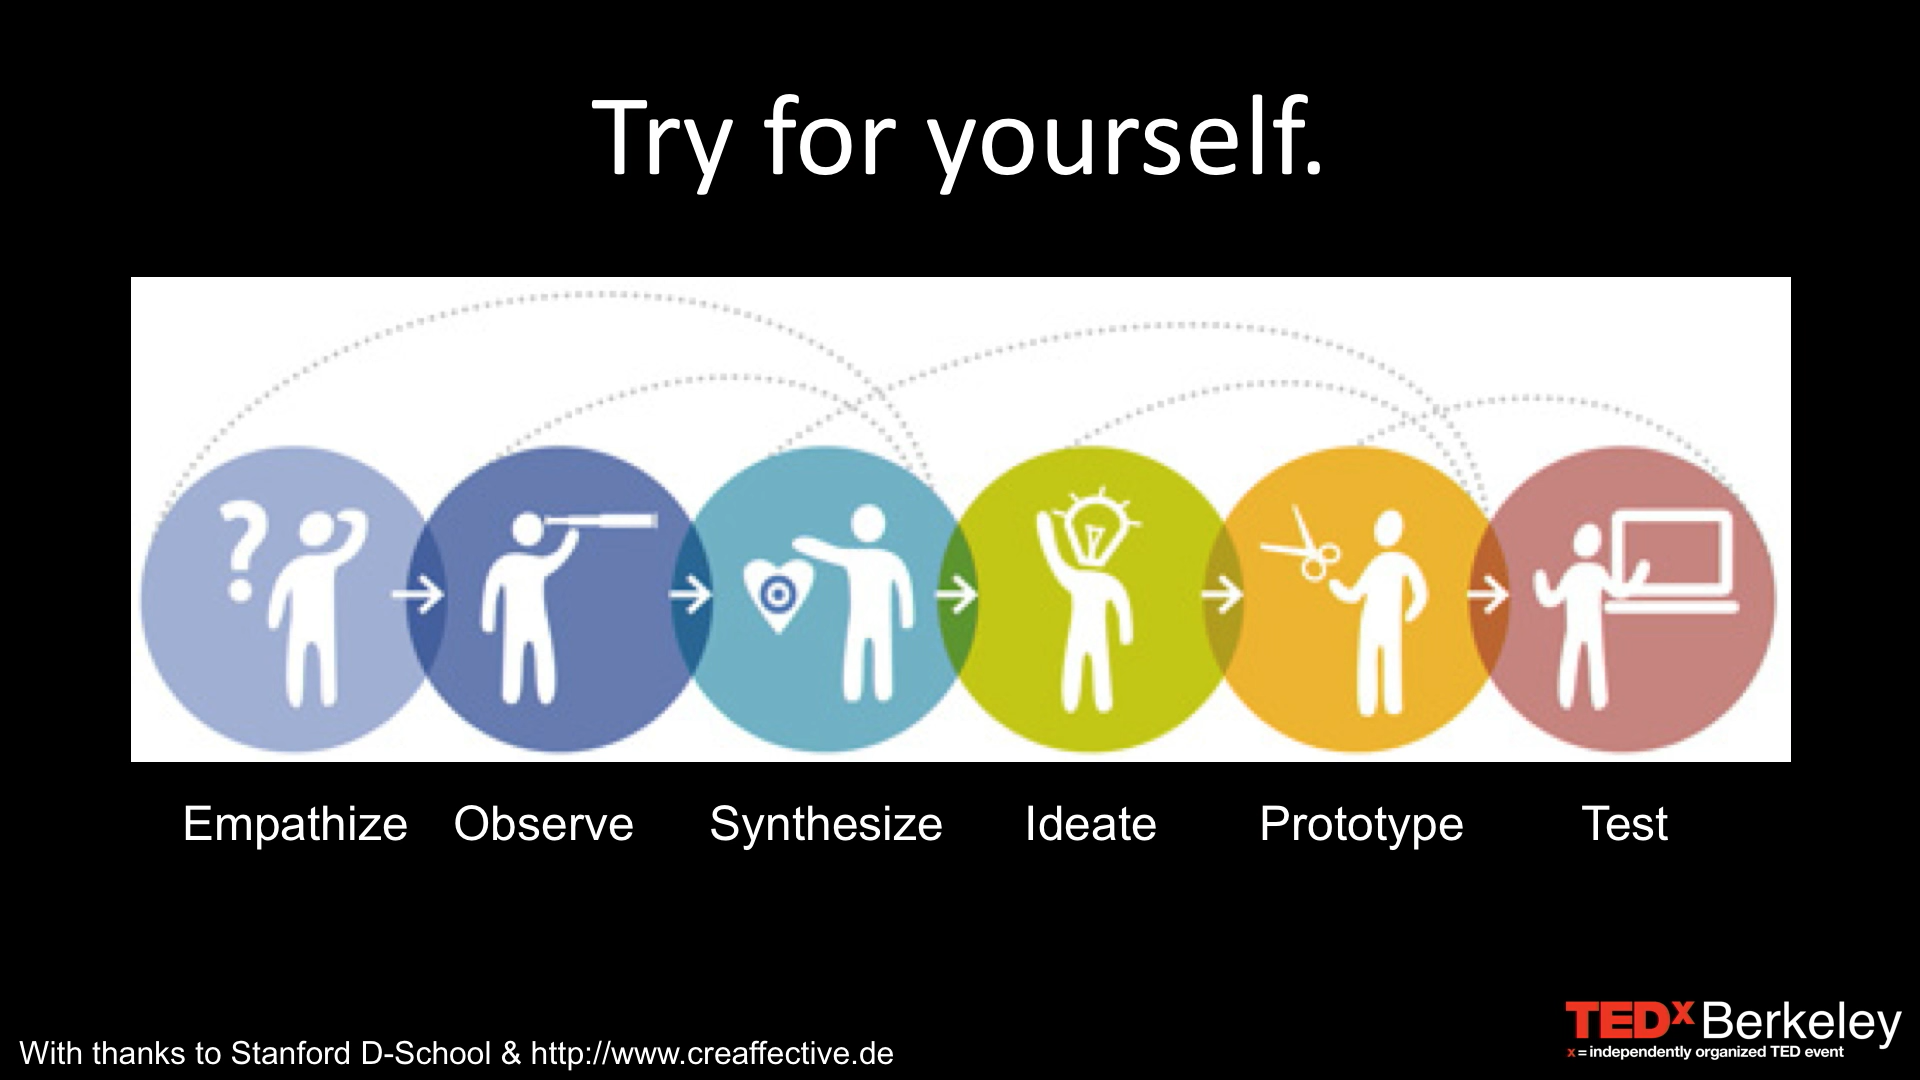 Try for yourself.
?
Empathize Observe Synthesize Ideate Prototype Test
With thanks to Stanford D-School & http://www.creaffective.de
TEDx Berkeley
x = independently organized TED event